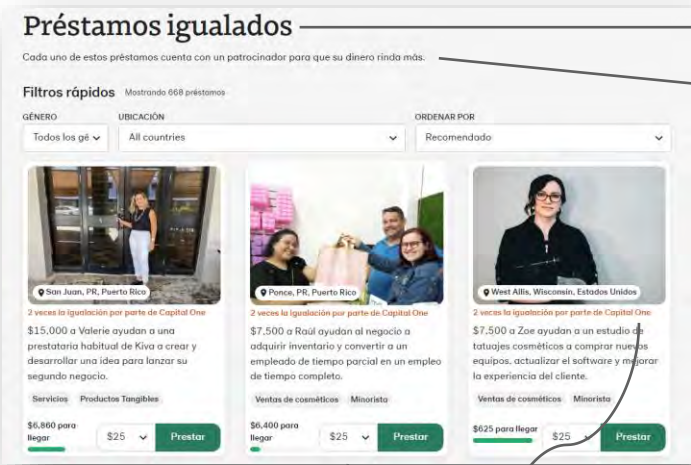 Préstamos igualados
Cada uno de estos préstamos cuenta con un patrocinador para que su dinero rinda más.
Filtros rápidos Mostrando 668 préstamos
GÉNERO UBICACIÓN ORDENAR POR
Todos los gé All countries Recomendado
San Juan, PR, Puerto Rico
2 veces la igualación por parte de Capital One
$15,000 a Valerie ayudan a una
prestataria habitual de Kiva a crear y
desarrollar una idea para lanzar su
segundo negocio.
Servicios Productos Tangibles
$6,860 para
llegar
$25 Prestar
Ponce, PR, Puerto Rico
2 veces la igualación por parte de Capital One
$7,500 a Raúl ayudan al negocio a
adquirir inventario y convertir a un
empleado de tiempo parcial en un empleo
de tiempo completo.
Ventas de cosméticos Minorista
$6,400 para
llegar
$25 Prestar
West Allis, Wisconsin, Estados Unidos
2 veces la igualación por parte de Capital One
$7,500 a Zoe ayudan a un estudio de
tatuajes cosméticos a comprar nuevos
equipos, actualizar el software y mejorar
la experiencia del cliente.
Ventas de cosméticos Minorista
$625 para llegar
$25 Prestar